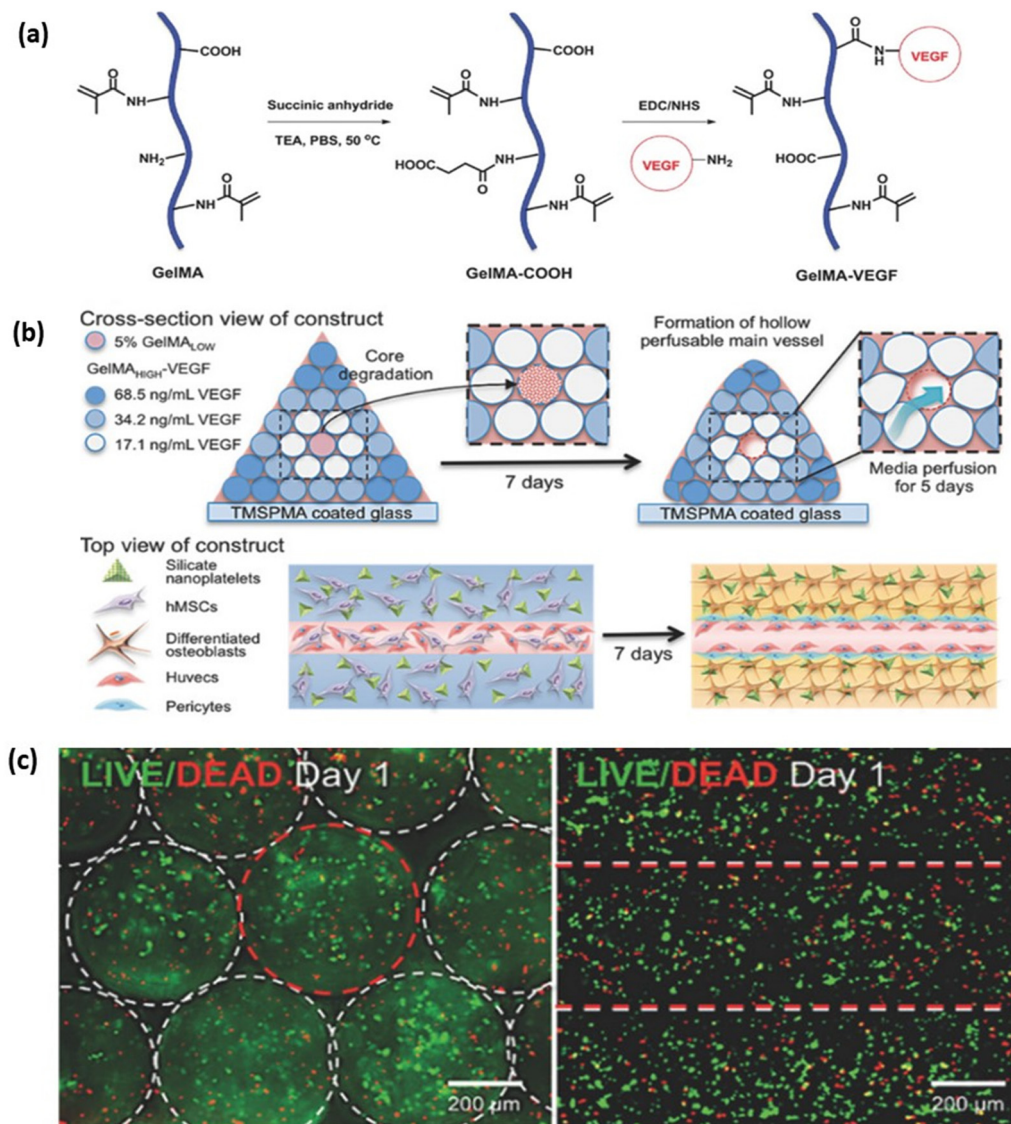 (a)
COOH
O
NH
NH₂
O
NH
GelMA
Succinic anhydride
TEA, PBS, 50 °C
COOH
O
NH
HO
O
NH
O
O
NH
GelMA-COOH
EDC/NHS
VEGF
NH₂
O
N
H
VEGF
O
NH
HOOC
O
NH
GelMA-VEGF
(b)
Cross-section view of construct
5% GelMALOW
GelMAHIGH-VEGF
68.5 ng/mL VEGF
34.2 ng/mL VEGF
17.1 ng/mL VEGF
Core
degradation
TMSPMA coated glass
7 days
Formation of hollow
perfusable main vessel
TMSPMA coated glass
Media perfusion
for 5 days
Top view of construct
Silicate
nanoplatelets
hMSCs
Differentiated
osteoblasts
Huvecs
Pericytes
7 days
(c)
LIVE/DEAD Day 1
200 µm
LIVE/DEAD Day 1
200 µm